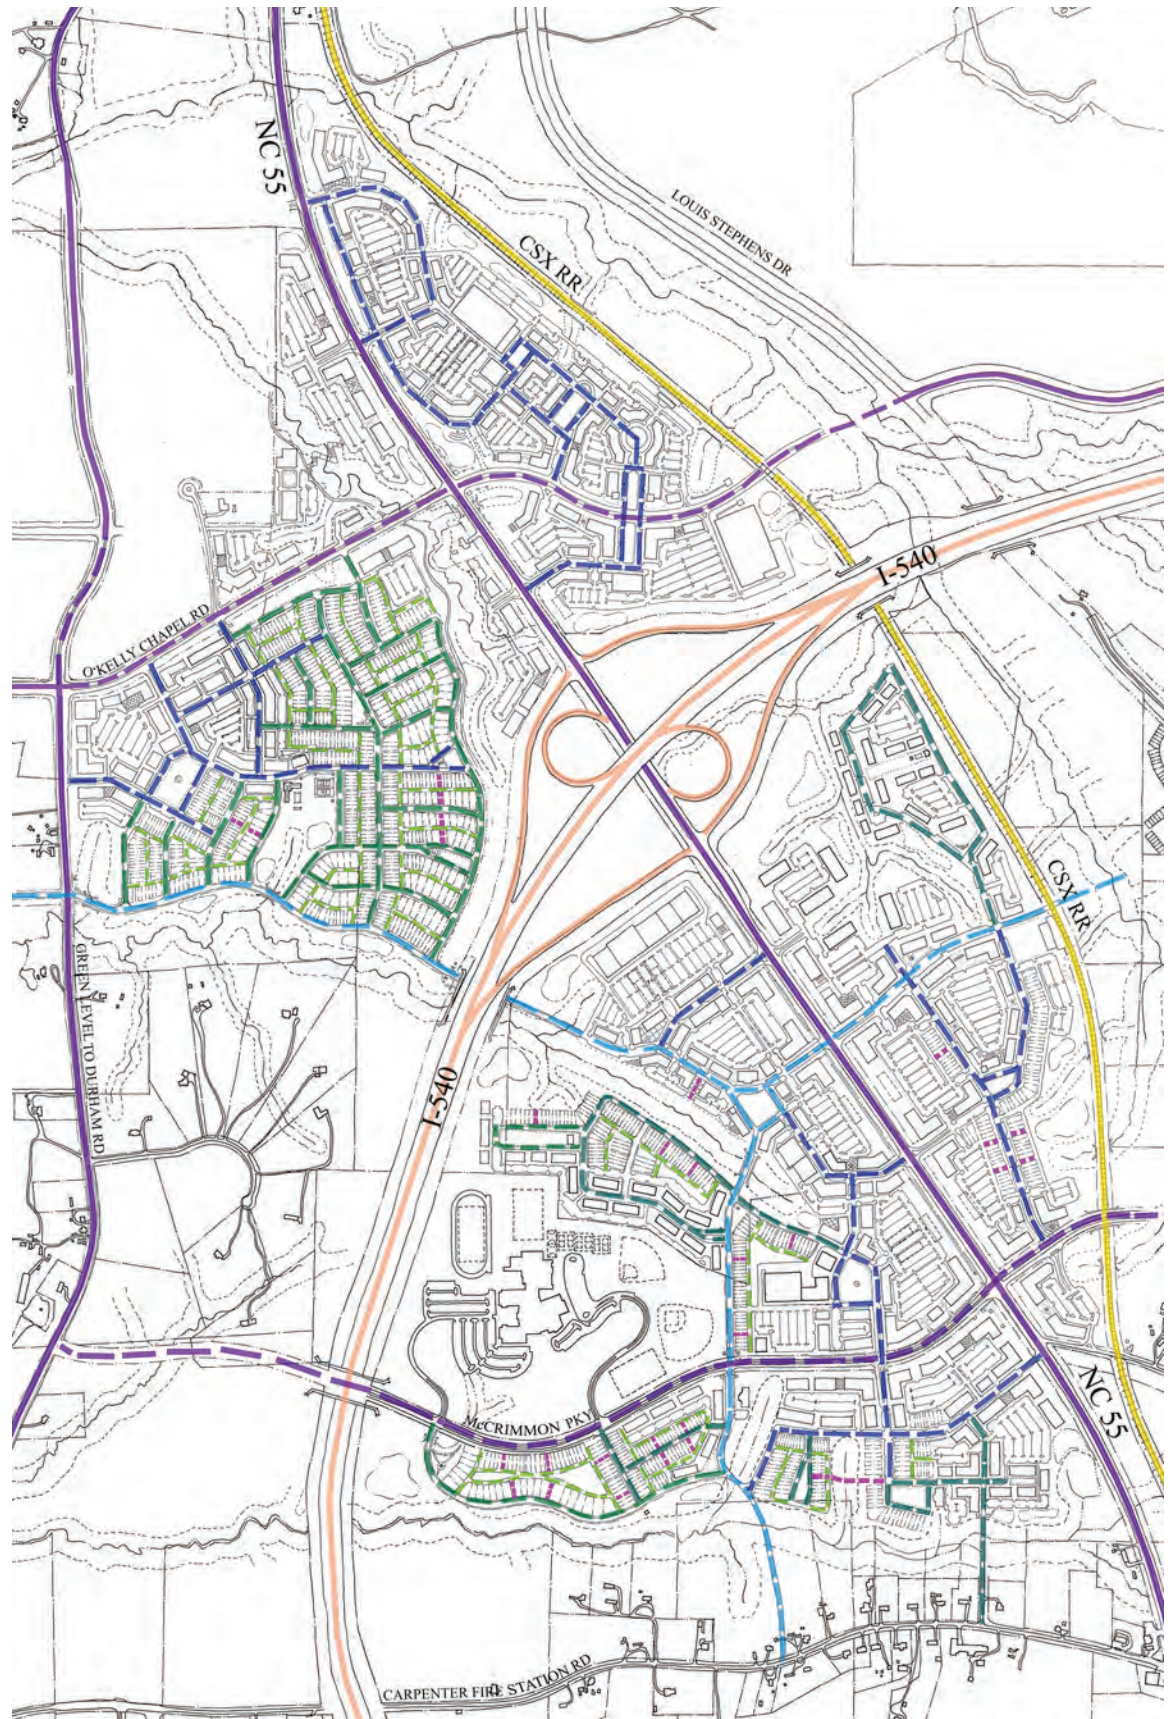 NC 55
LOUIS STEPHENS DR
CSX RR
I-540
O'KELLY CHAPEL RD
CSX RR
GREEN LEVEL TO DURHAM RD
I-540
McCRIMMON PKY
NC 55
CARPENTER FIRE STATION RD